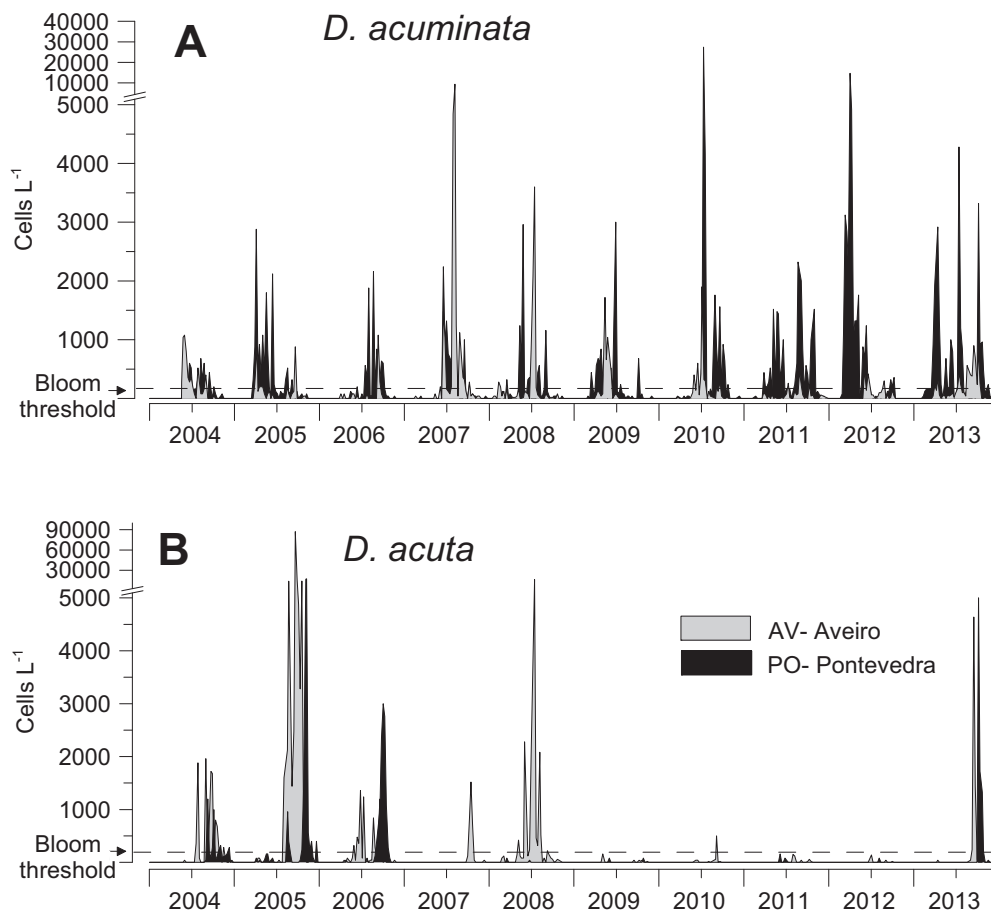 A
D. acuminata
40000
30000
20000
10000
5000
4000
3000
2000
1000
Cells L⁻¹
Bloom
threshold
2004 2005 2006 2007 2008 2009 2010 2011 2012 2013
B
D. acuta
90000
60000
30000
5000
4000
3000
2000
1000
Cells L⁻¹
Bloom
threshold
AV- Aveiro
PO- Pontevedra
2004 2005 2006 2007 2008 2009 2010 2011 2012 2013